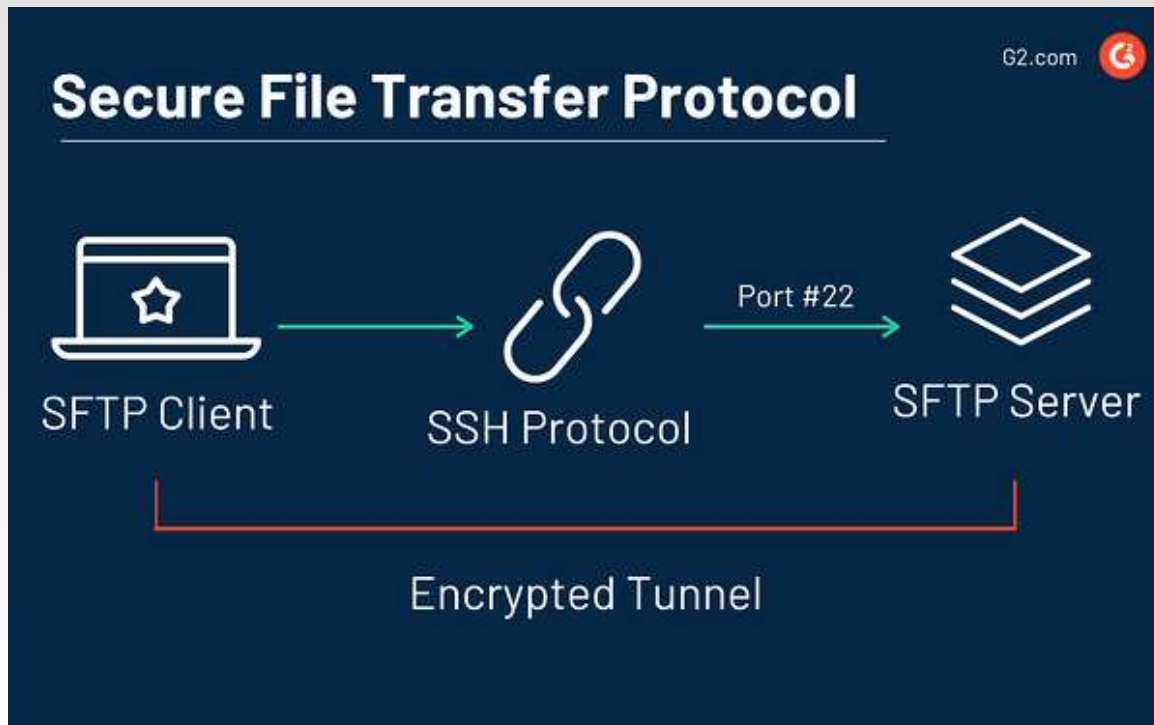 G2.com
Secure File Transfer Protocol
Port #22
SFTP Client
SSH Protocol
SFTP Server
Encrypted Tunnel